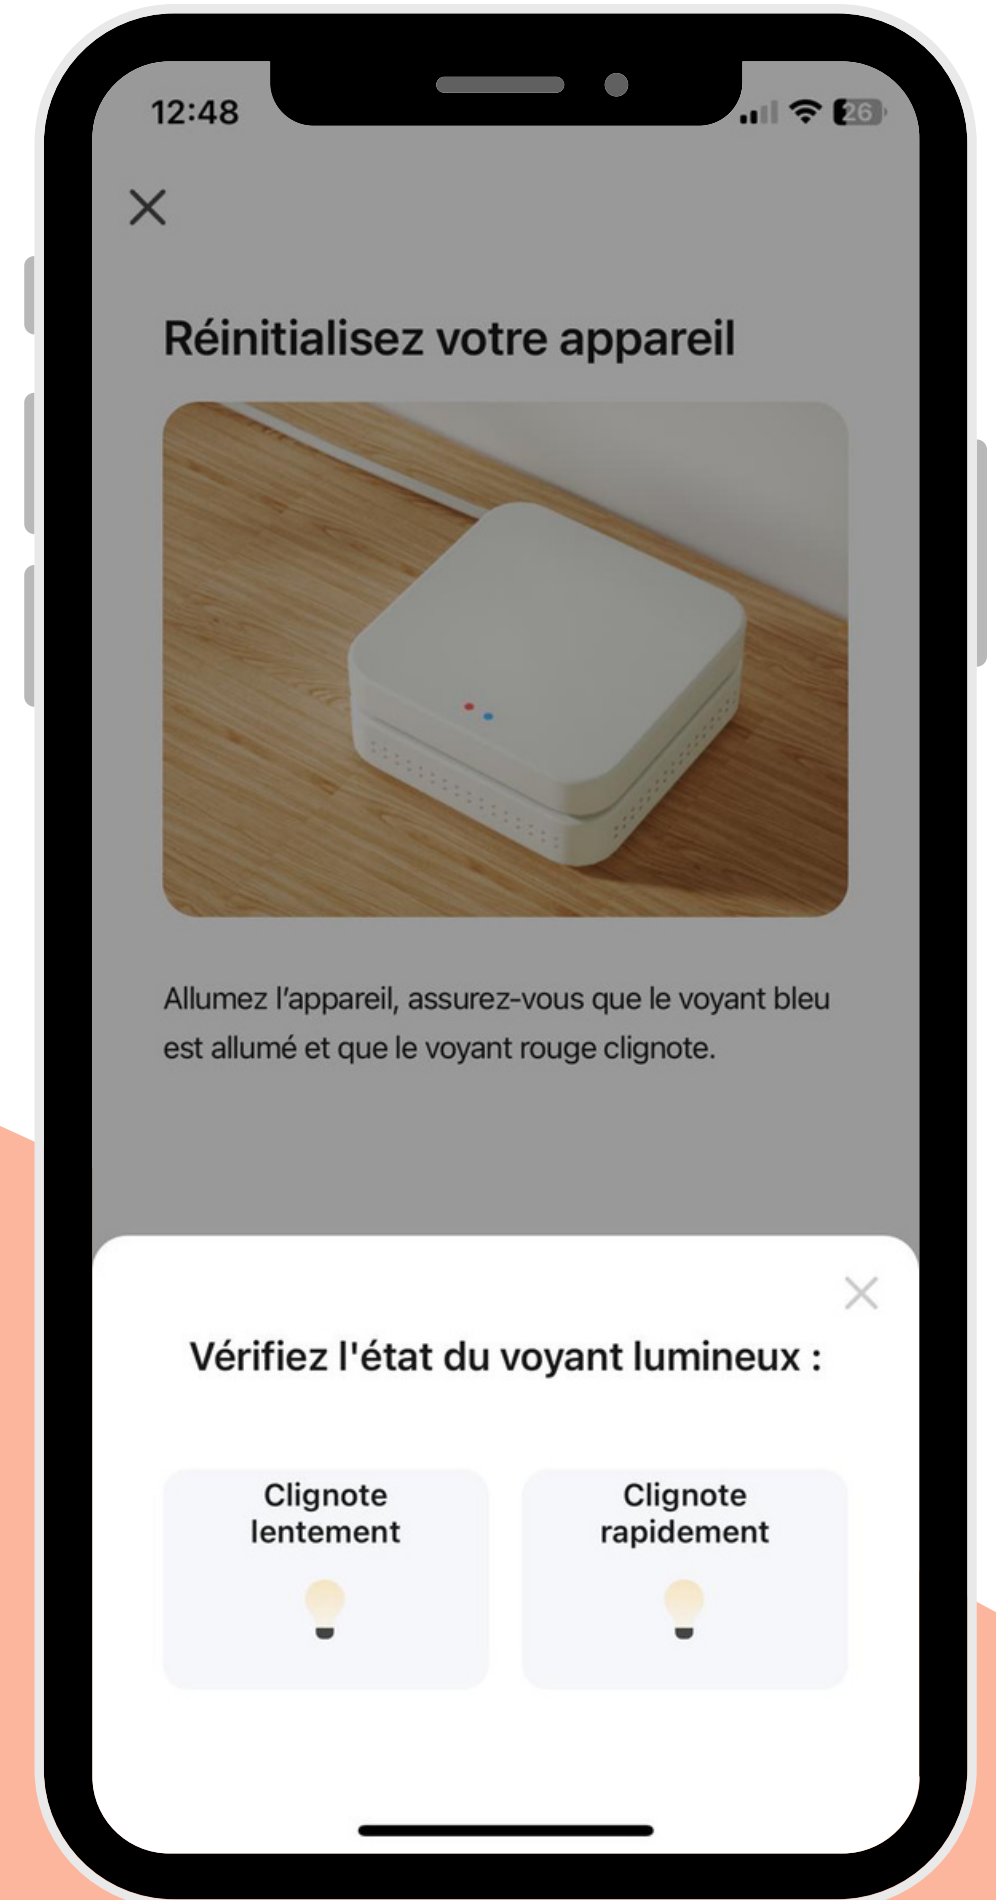 12:48
26
Réinitialisez votre appareil
Allumez l’appareil, assurez-vous que le voyant bleu
est allumé et que le voyant rouge clignote.
Vérifiez l'état du voyant lumineux :
Clignote
lentement
Clignote
rapidement